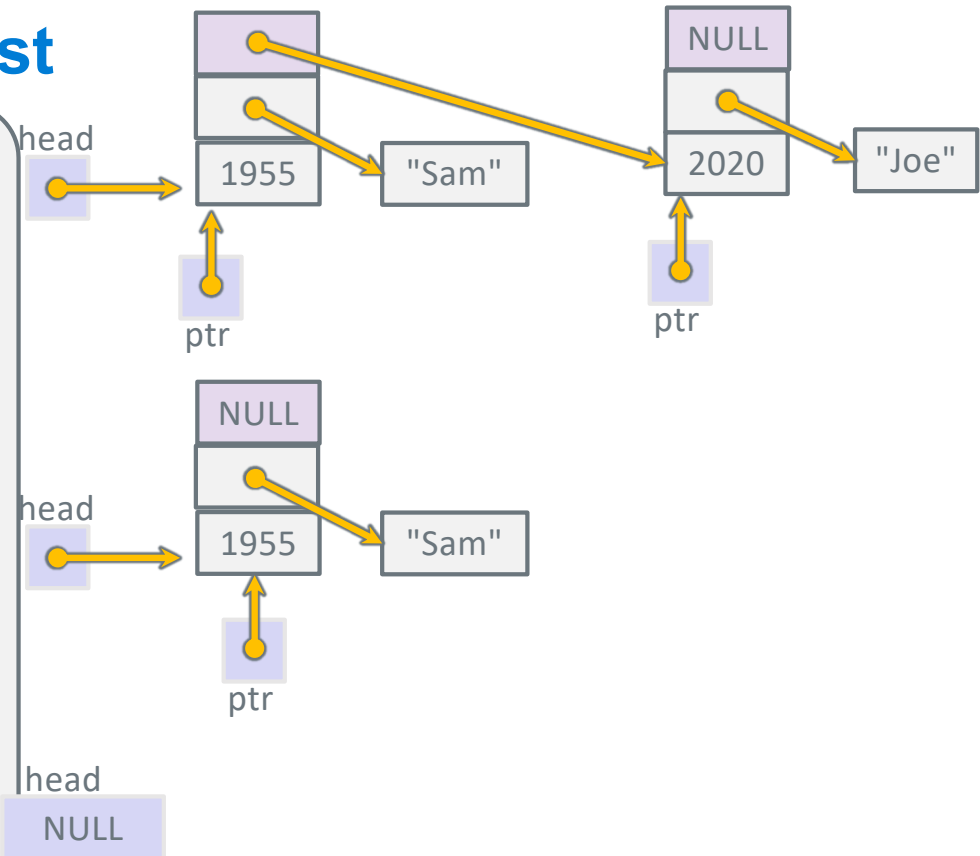 st
NULL
head
1955
"Sam"
2020
"Joe"
ptr
ptr
NULL
head
1955
"Sam"
ptr
head
NULL